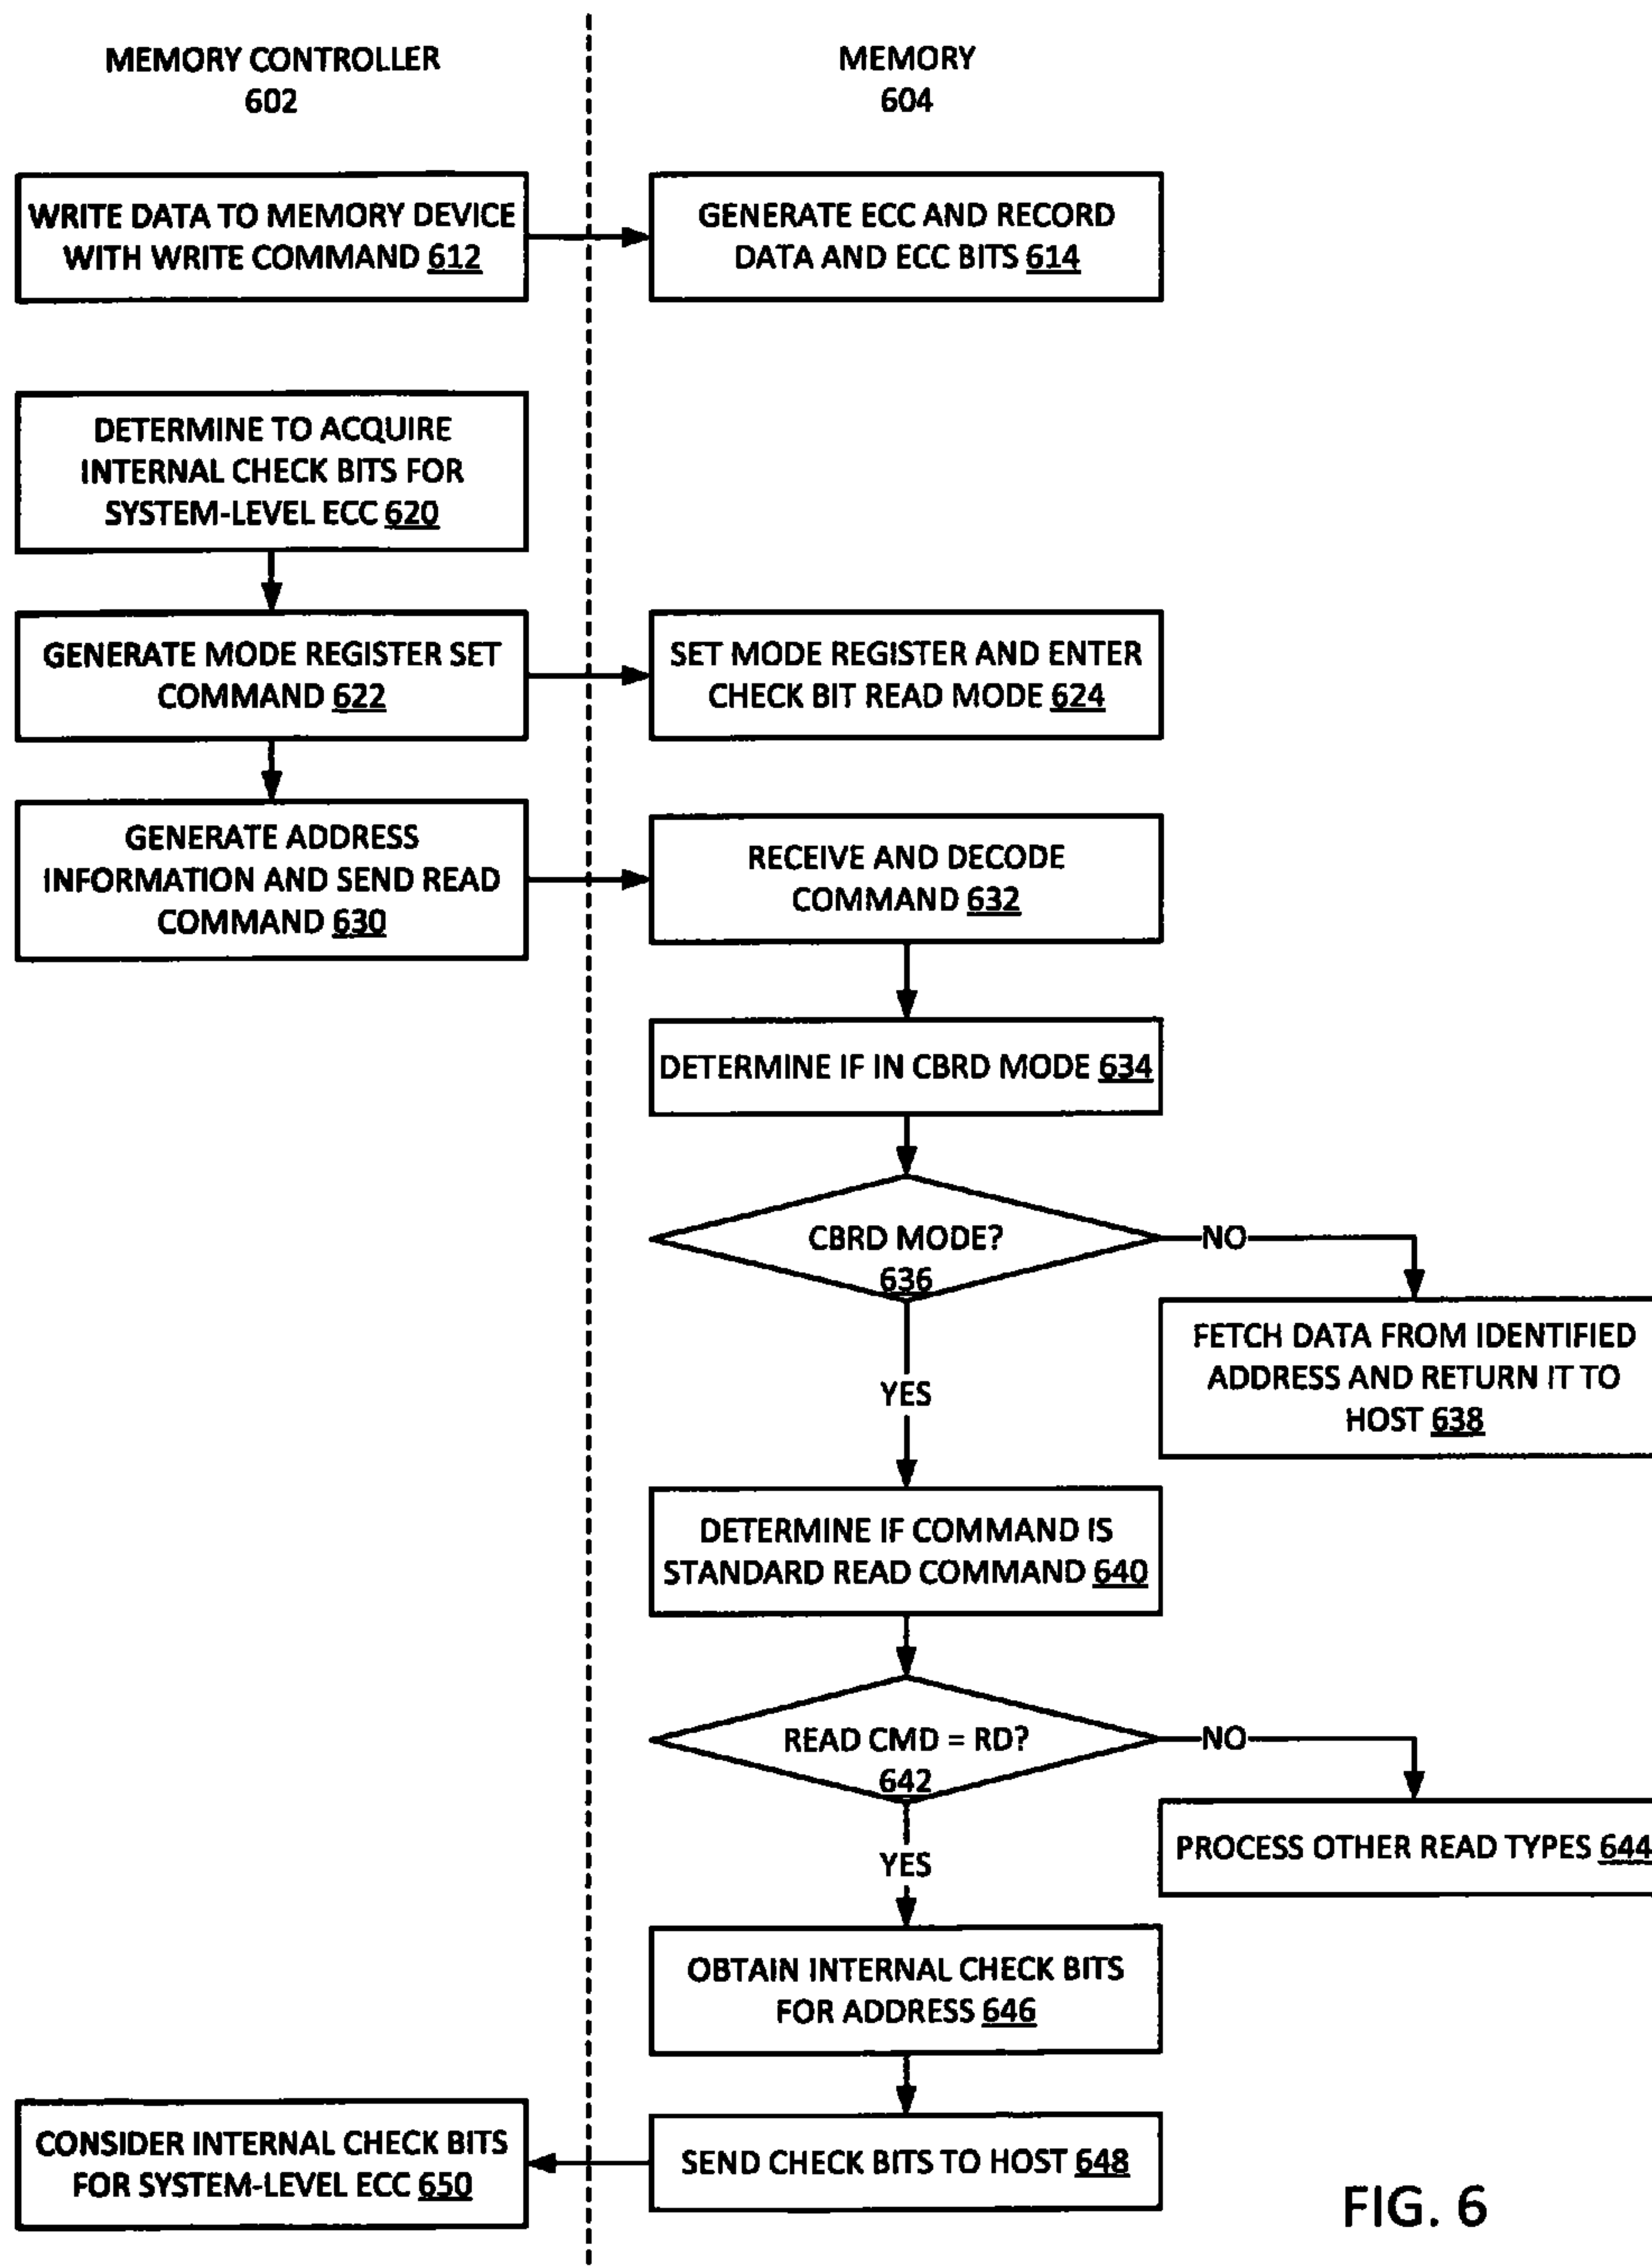 MEMORY CONTROLLER
602
MEMORY
604
WRITE DATA TO MEMORY DEVICE
WITH WRITE COMMAND 612
GENERATE ECC AND RECORD
DATA AND ECC BITS 614
DETERMINE TO ACQUIRE
INTERNAL CHECK BITS FOR
SYSTEM-LEVEL ECC 620
GENERATE MODE REGISTER SET
COMMAND 622
SET MODE REGISTER AND ENTER
CHECK BIT READ MODE 624
GENERATE ADDRESS
INFORMATION AND SEND READ
COMMAND 630
RECEIVE AND DECODE
COMMAND 632
DETERMINE IF IN CBRD MODE 634
CBRD MODE?
636
NO
FETCH DATA FROM IDENTIFIED
ADDRESS AND RETURN IT TO
HOST 638
YES
DETERMINE IF COMMAND IS
STANDARD READ COMMAND 640
READ CMD = RD?
642
NO
PROCESS OTHER READ TYPES 644
YES
OBTAIN INTERNAL CHECK BITS
FOR ADDRESS 646
SEND CHECK BITS TO HOST 648
CONSIDER INTERNAL CHECK BITS
FOR SYSTEM-LEVEL ECC 650
FIG. 6